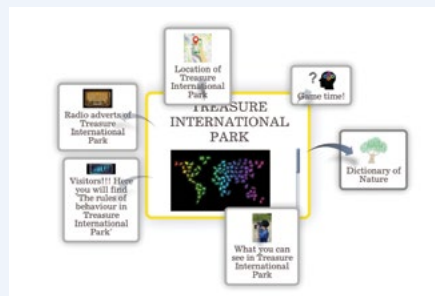 Location of
Treasure
International
Park
?
Game time!
Radio adverts of
Treasure
International
Park
TREASURE
INTERNATIONAL
PARK
Dictionary
of Nature
Visitors!!! Here
you will find
'The rules of
behaviour in
Treasure
International
Park'
What you can
see in Treasure
International
Park